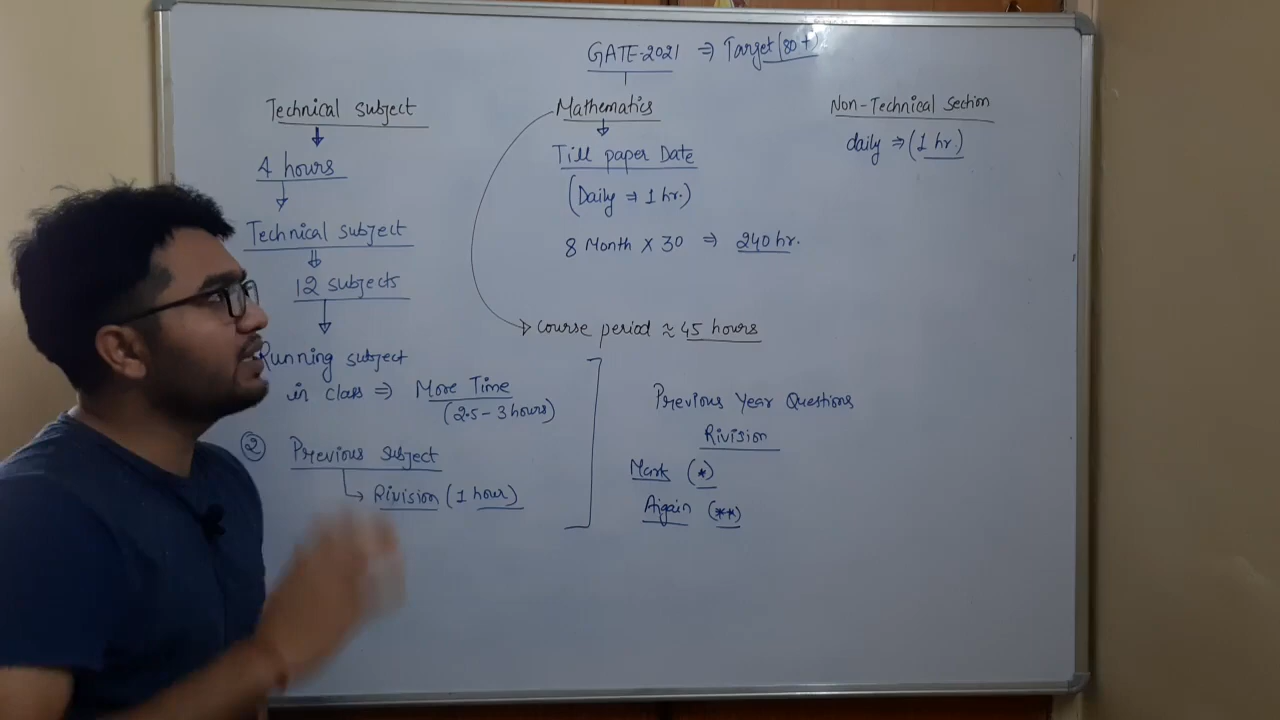 GATE-2021 ⇒ Target (80+)
Technical subject
4 hours
Technical subject
12 subjects
Running subject
in class ⇒ More Time
(2.5-3 hours)
② Previous subject
Rivision (1 hour)
Mathematics
Till paper Date
(Daily ⇒ 1 hr.)
8 Month X 30 ⇒ 240 hr.
course period ≈ 45 hours
Previous Year Questions
Rivision
Mark (*)
Aigain (**)
Non-Technical Section
daily ⇒ (1 hr.)